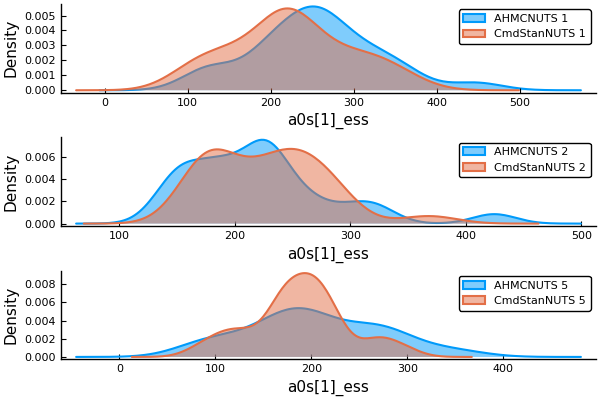 Density
0.005
0.004
0.003
0.002
0.001
0.000
AHMCNUTS 1
CmdStanNUTS 1
0 100 200 300 400 500
a0s[1]_ess
Density
0.006
0.004
0.002
0.000
AHMCNUTS 2
CmdStanNUTS 2
100 200 300 400 500
a0s[1]_ess
Density
0.008
0.006
0.004
0.002
0.000
AHMCNUTS 5
CmdStanNUTS 5
0 100 200 300 400
a0s[1]_ess